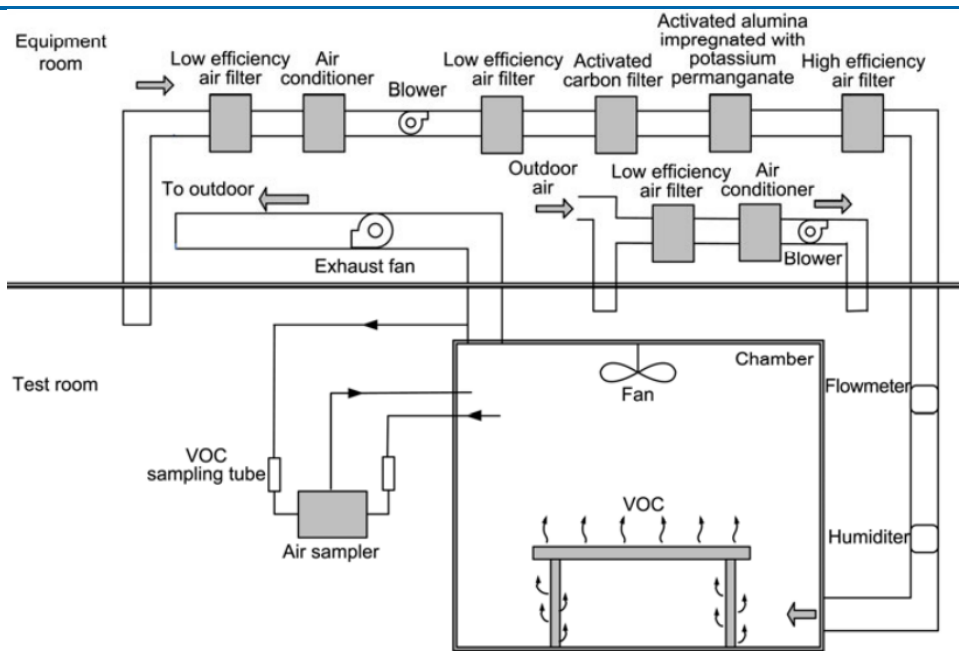 Equipment
room
Low efficiency
air filter
Air
conditioner
Blower
Low efficiency
air filter
Activated
carbon filter
Activated alumina
impregnated with
potassium
permanganate
High efficiency
air filter
To outdoor
Exhaust fan
Outdoor
air
Low efficiency
air filter
Air
conditioner
Blower
Test room
Chamber
Fan
Flowmeter
VOC
sampling tube
Air sampler
VOC
Humiditer